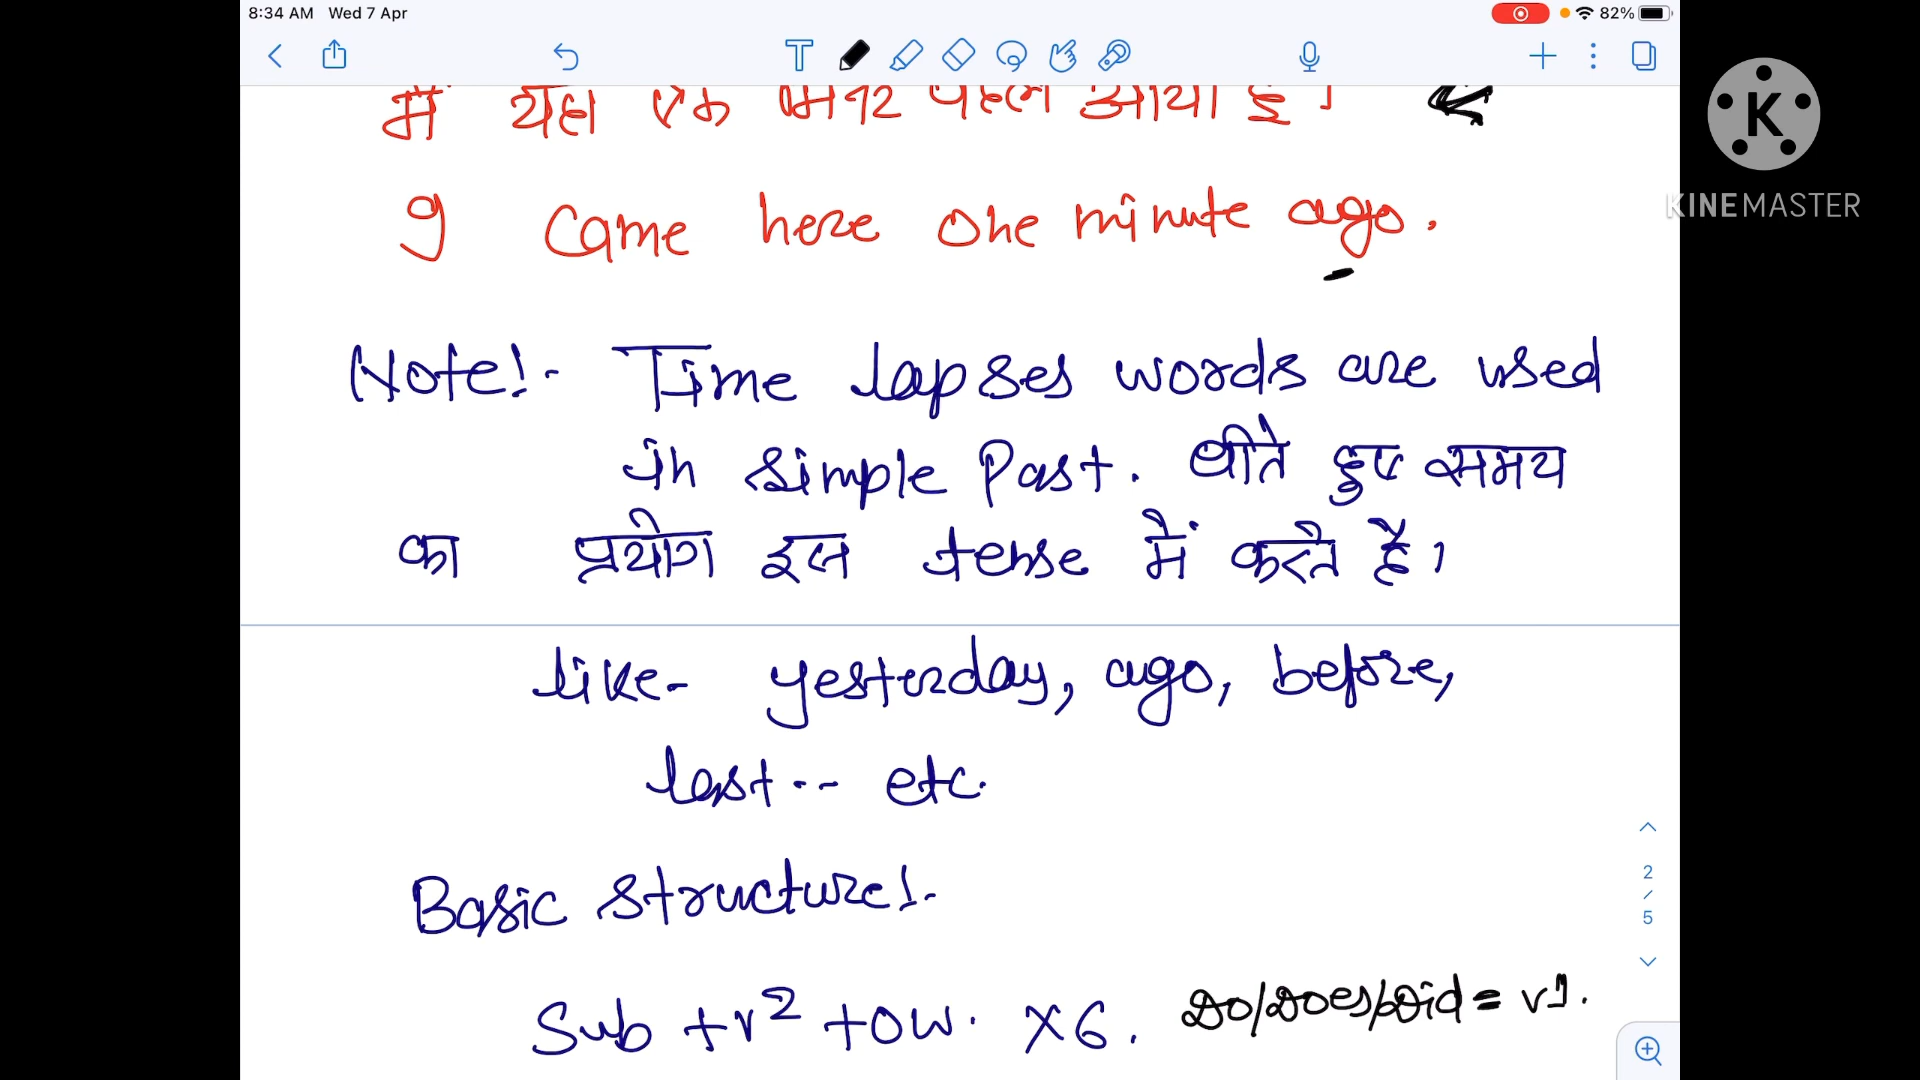 8:34 AM Wed 7 Apr
82%
मैं यहा एक मिनट पहले आया हूँ।
I Came here one minute ago.
K
KINEMASTER
Note!- Time lapses words are used
in simple Past. बीते हुए समय
का प्रयोग इस tense में करते हैं।
like- yesterday, ago, before,
last -- etc.
Basic structure!-
Sub + v2 + ow. x6. Do/Does/Did = v1.
2
/
5